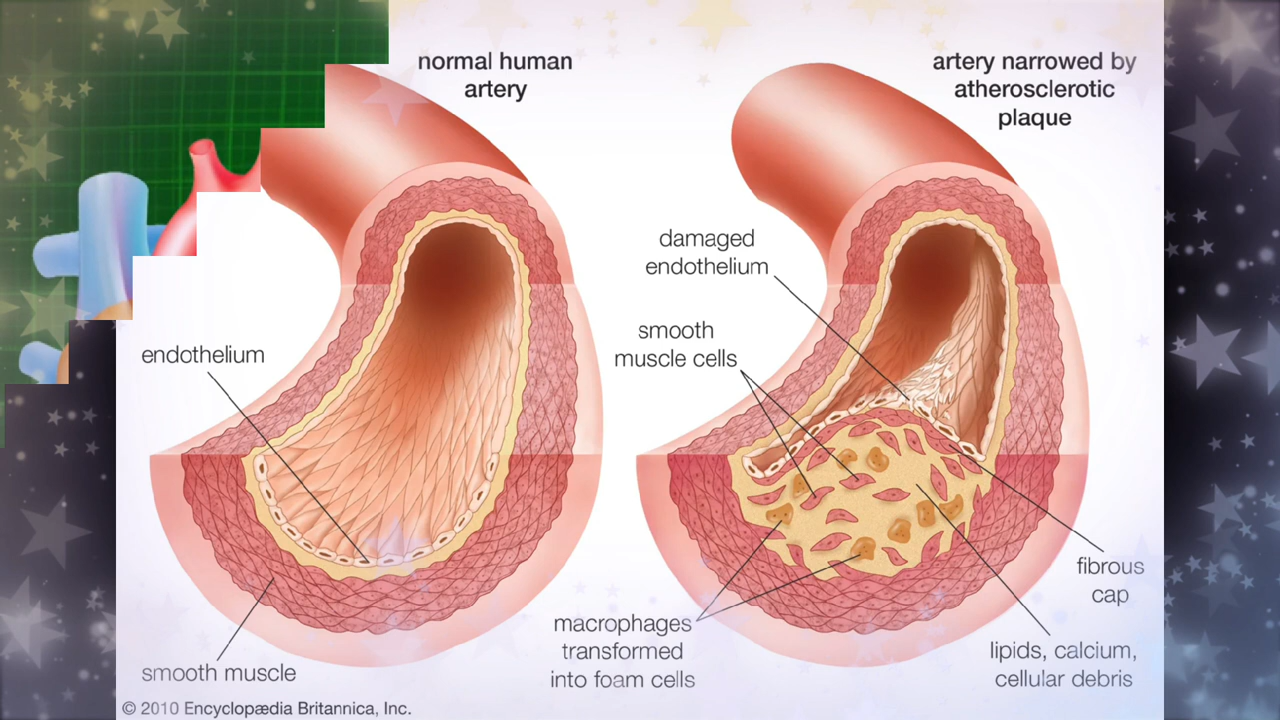 normal human
artery
artery narrowed by
atherosclerotic
plaque
damaged
endothelium
smooth
muscle cells
endothelium
fibrous
cap
macrophages
transformed
into foam cells
lipids, calcium,
cellular debris
smooth muscle
© 2010 Encyclopædia Britannica, Inc.